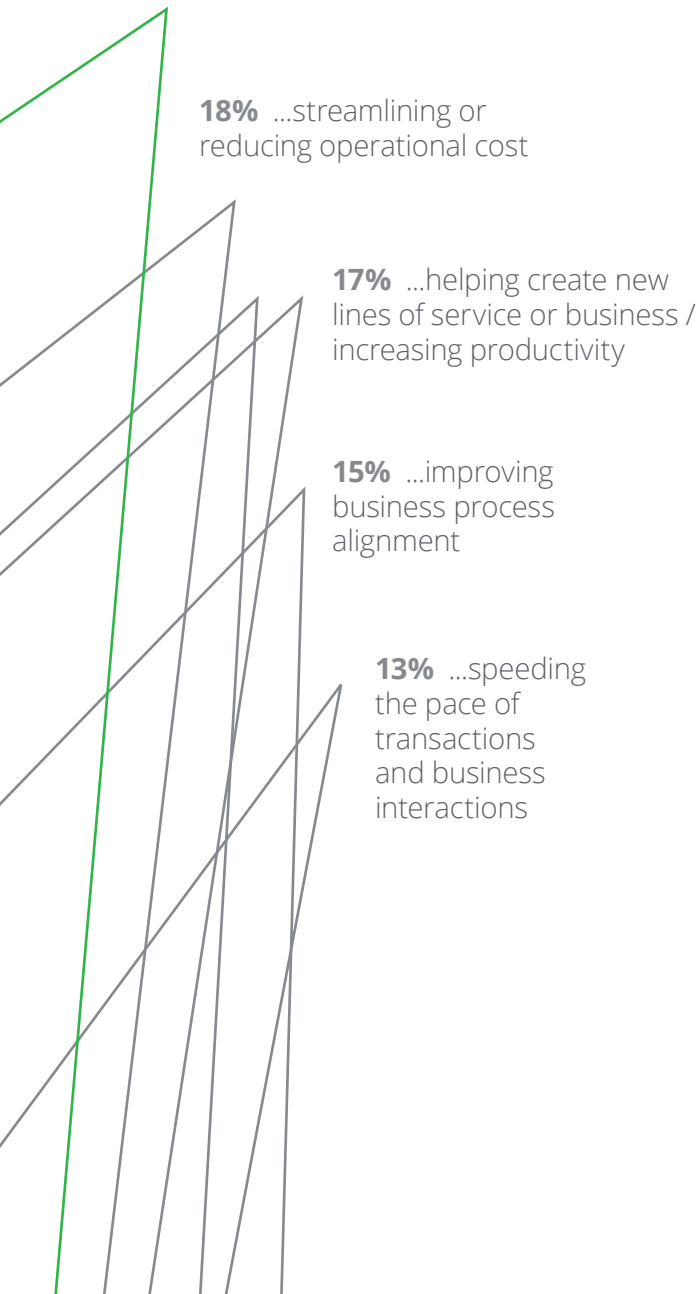 18% ...streamlining or
reducing operational cost
17% ...helping create new
lines of service or business /
increasing productivity
15% ...improving
business process
alignment
13% ...speeding
the pace of
transactions
and business
interactions